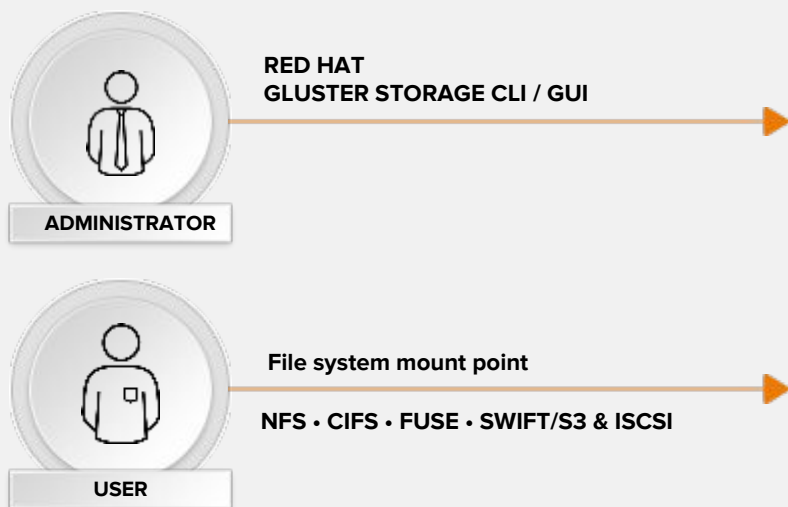 RED HAT
GLUSTER STORAGE CLI / GUI
ADMINISTRATOR
File system mount point
NFS • CIFS • FUSE • SWIFT/S3 & ISCSI
USER